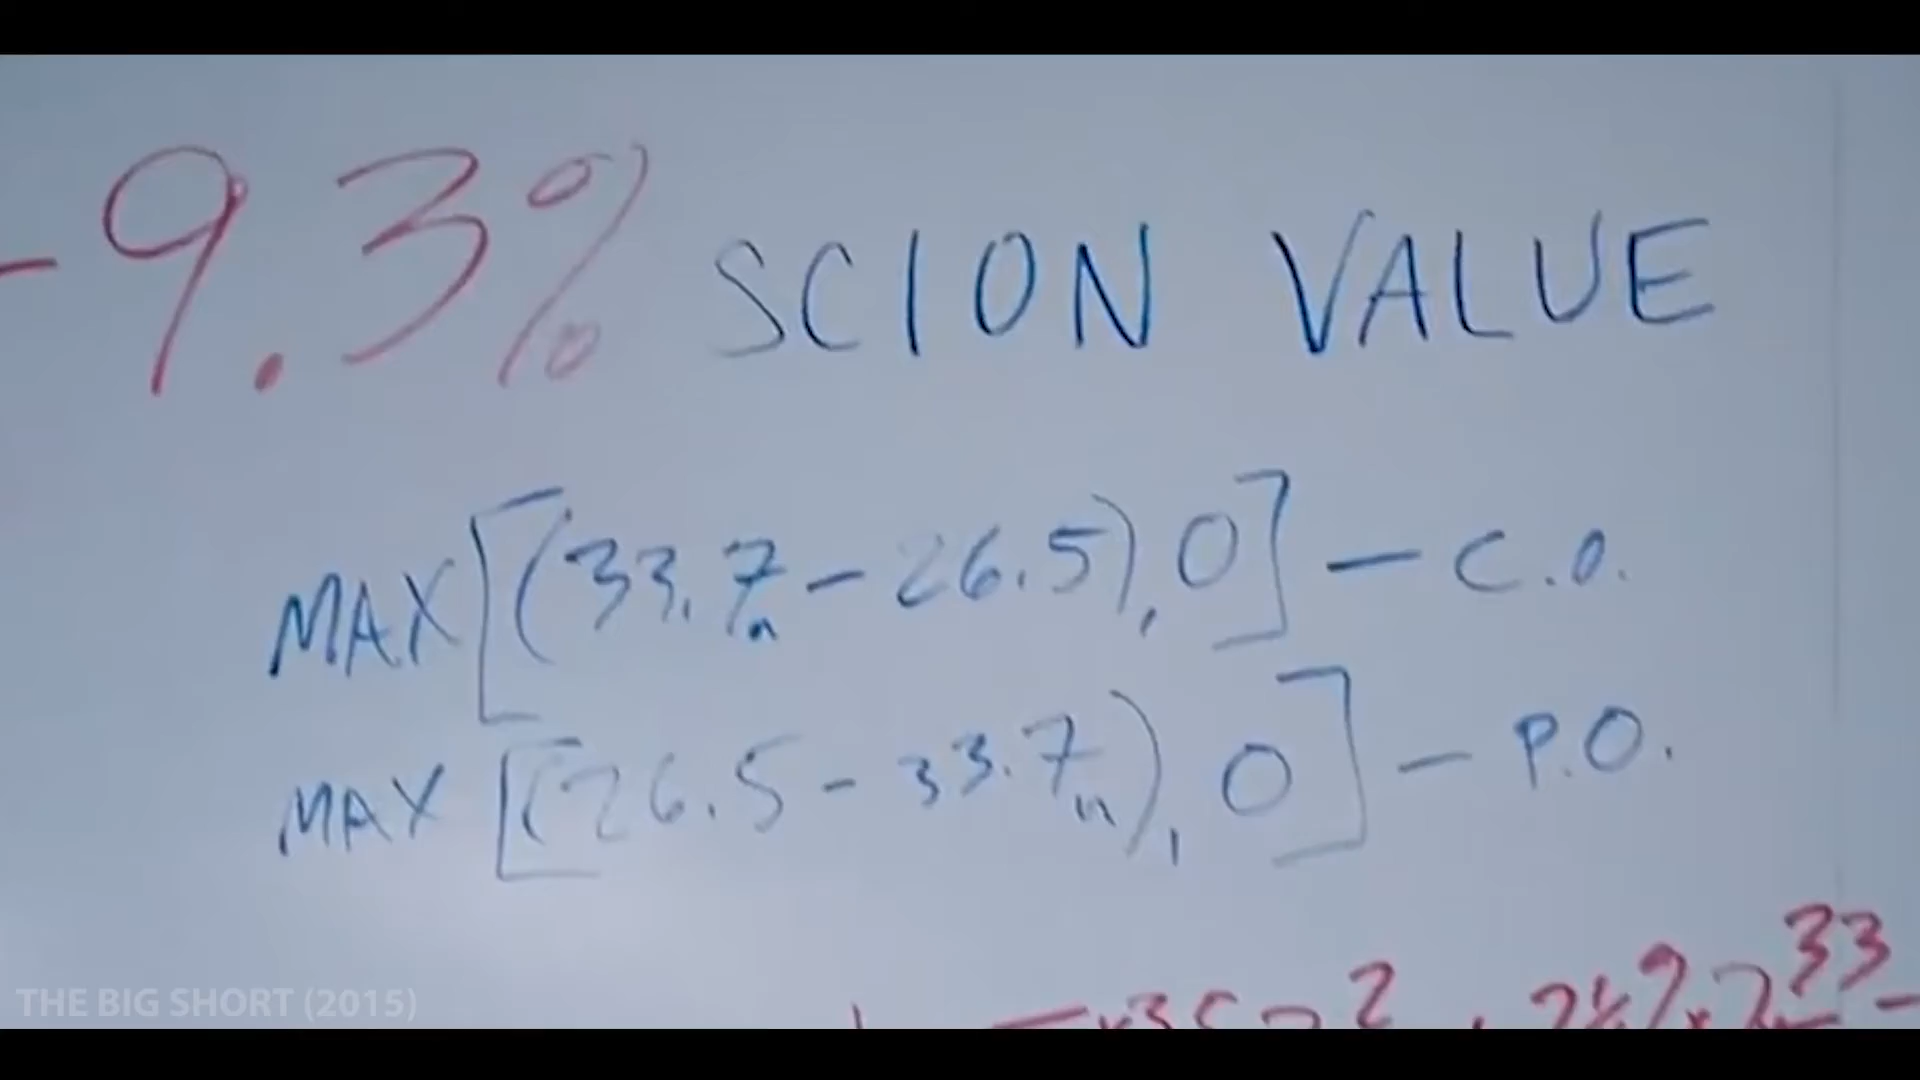 -9.3% SCION VALUE
MAX[(33.7n - 26.5), 0] - C.O.
MAX[(26.5 - 33.7n), 0] - P.O.
THE BIG SHORT (2015)